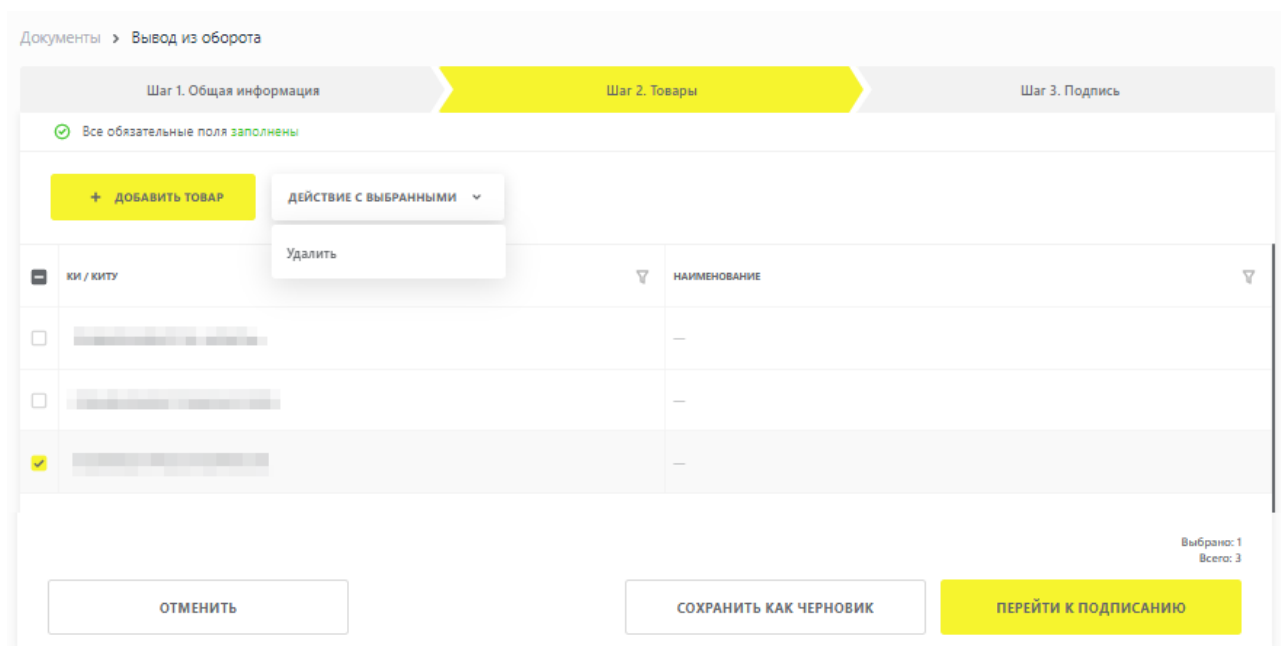 Документы > Вывод из оборота
Шаг 1. Общая информация
Шаг 2. Товары
Шаг 3. Подпись
Все обязательные поля заполнены
+ ДОБАВИТЬ ТОВАР
ДЕЙСТВИЕ С ВЫБРАННЫМИ
Удалить
КИ / КИТУ
НАИМЕНОВАНИЕ
—
—
—
Выбрано: 1
Всего: 3
ОТМЕНИТЬ
СОХРАНИТЬ КАК ЧЕРНОВИК
ПЕРЕЙТИ К ПОДПИСАНИЮ